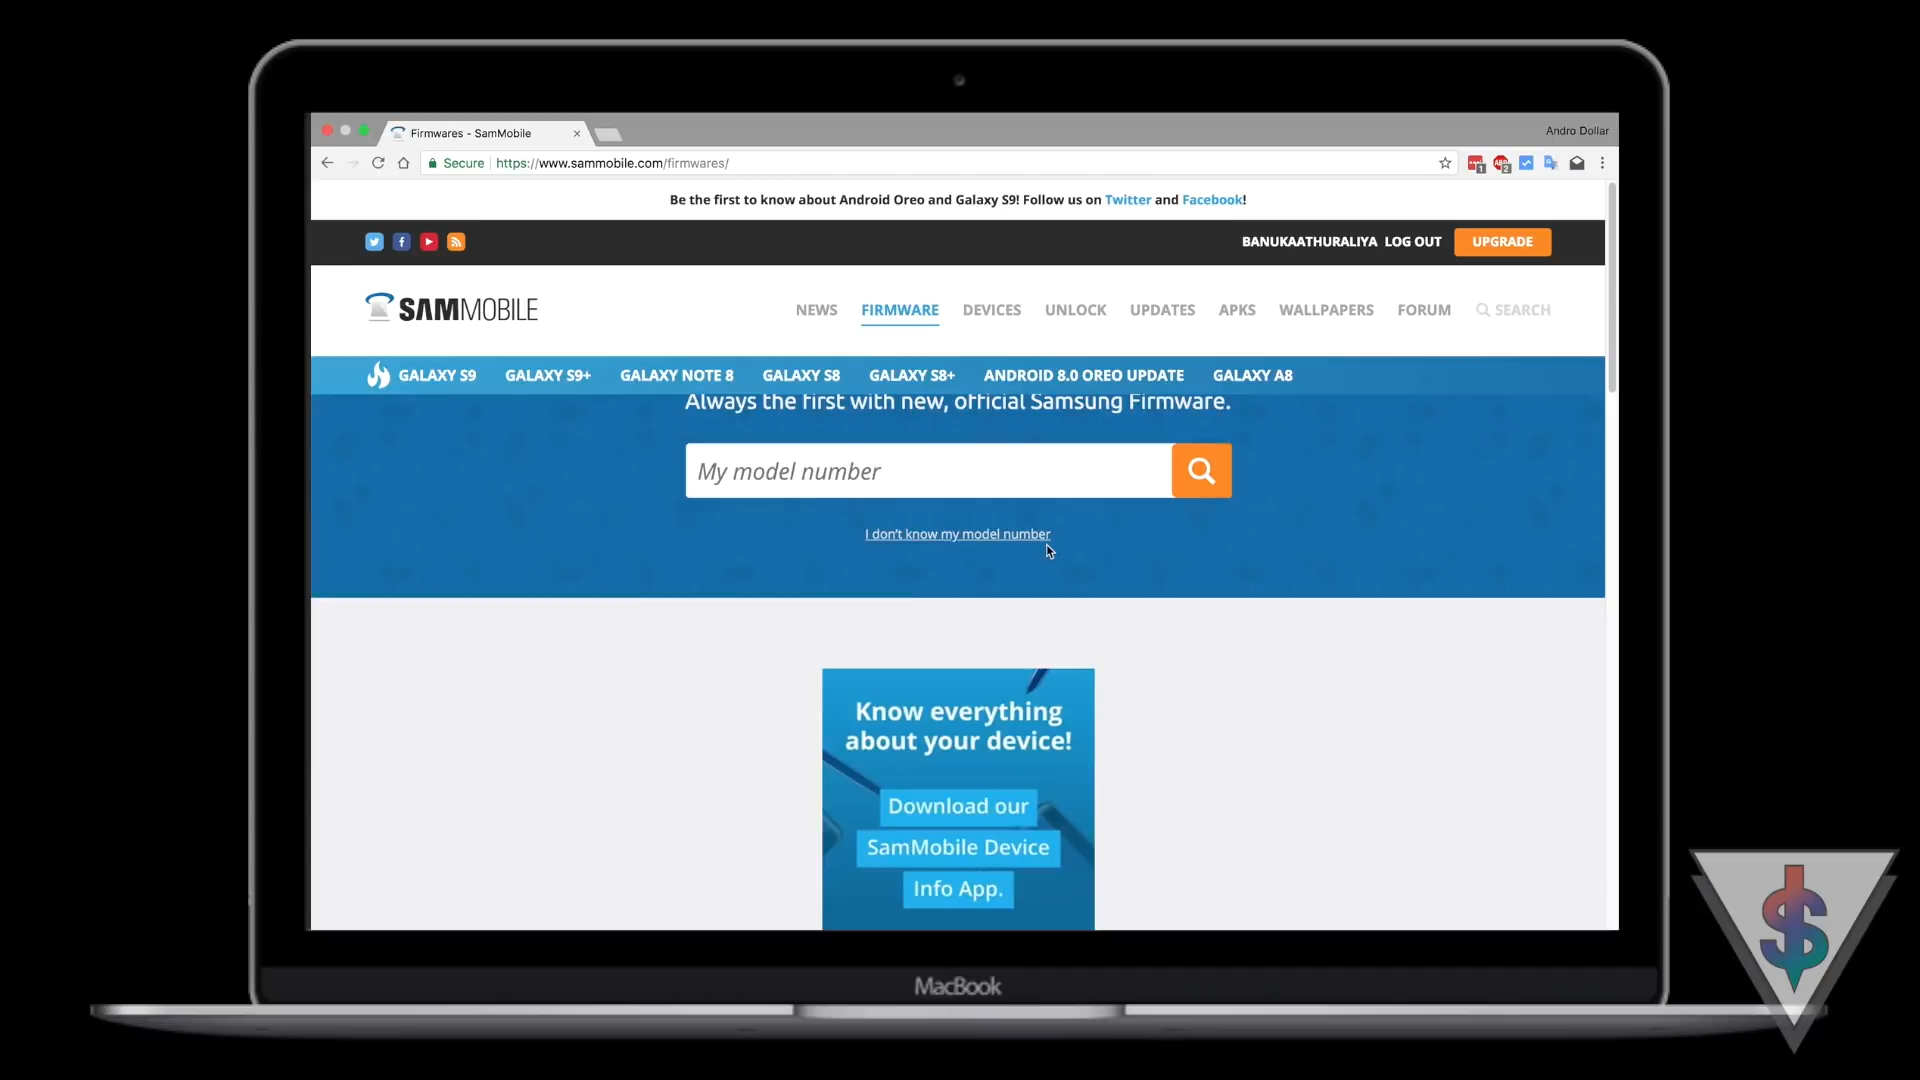 Firmwares - SamMobile
Andro Dollar
Secure https://www.sammobile.com/firmwares/
Be the first to know about Android Oreo and Galaxy S9! Follow us on Twitter and Facebook!
BANUKAATHURALIYA LOG OUT UPGRADE
SAMMOBILE NEWS FIRMWARE DEVICES UNLOCK UPDATES APKS WALLPAPERS FORUM SEARCH
GALAXY S9 GALAXY S9+ GALAXY NOTE 8 GALAXY S8 GALAXY S8+ ANDROID 8.0 OREO UPDATE GALAXY A8
Always the first with new, official Samsung Firmware.
My model number
I don't know my model number
Know everything
about your device!
Download our
SamMobile Device
Info App.
MacBook